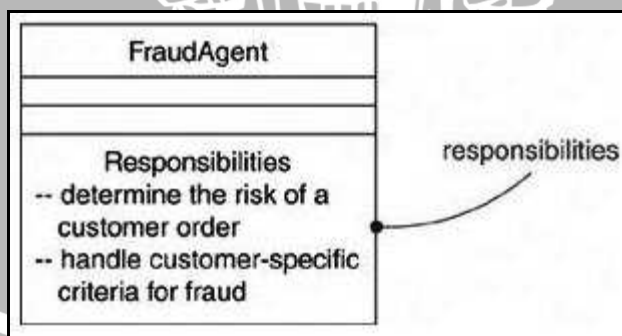 FraudAgent
Responsibilities
-- determine the risk of a
customer order
-- handle customer-specific
criteria for fraud
responsibilities